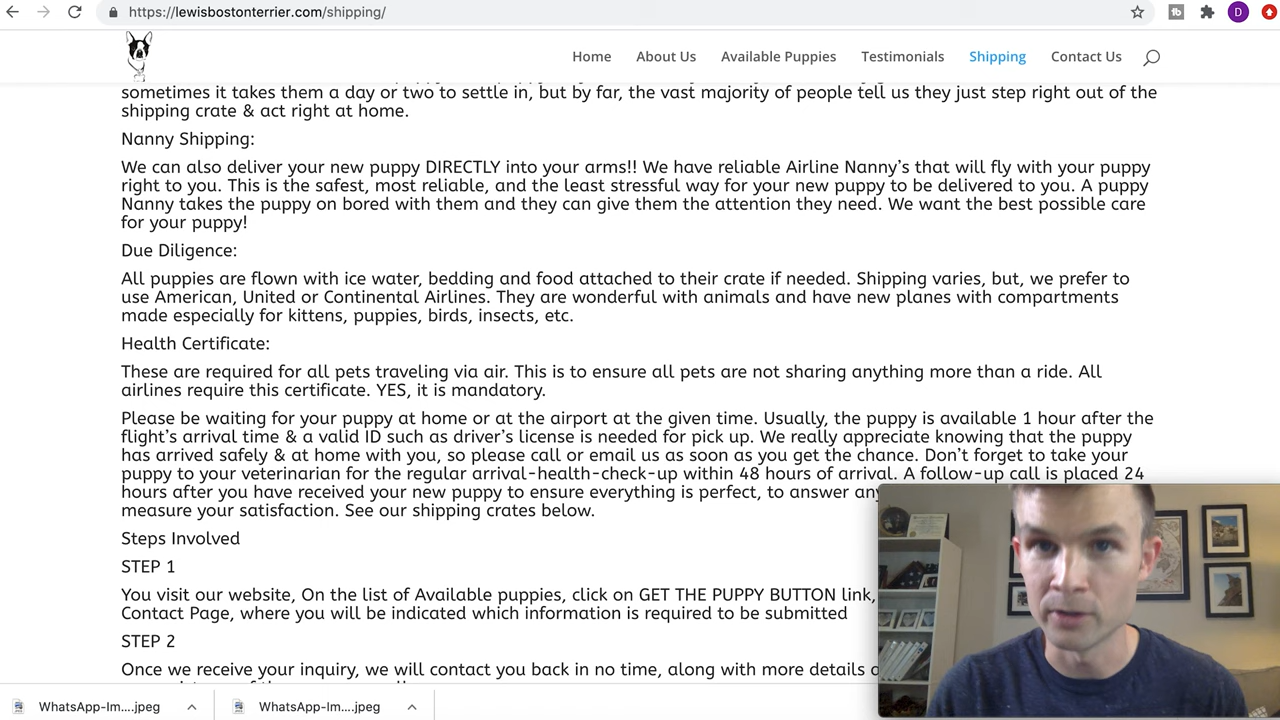 https://lewisbostonterrier.com/shipping/
Home About Us Available Puppies Testimonials Shipping Contact Us
sometimes it takes them a day or two to settle in, but by far, the vast majority of people tell us they just step right out of the
shipping crate & act right at home.
Nanny Shipping:
We can also deliver your new puppy DIRECTLY into your arms!! We have reliable Airline Nanny’s that will fly with your puppy
right to you. This is the safest, most reliable, and the least stressful way for your new puppy to be delivered to you. A puppy
Nanny takes the puppy on bored with them and they can give them the attention they need. We want the best possible care
for your puppy!
Due Diligence:
All puppies are flown with ice water, bedding and food attached to their crate if needed. Shipping varies, but, we prefer to
use American, United or Continental Airlines. They are wonderful with animals and have new planes with compartments
made especially for kittens, puppies, birds, insects, etc.
Health Certificate:
These are required for all pets traveling via air. This is to ensure all pets are not sharing anything more than a ride. All
airlines require this certificate. YES, it is mandatory.
Please be waiting for your puppy at home or at the airport at the given time. Usually, the puppy is available 1 hour after the
flight’s arrival time & a valid ID such as driver’s license is needed for pick up. We really appreciate knowing that the puppy
has arrived safely & at home with you, so please call or email us as soon as you get the chance. Don’t forget to take your
puppy to your veterinarian for the regular arrival-health-check-up within 48 hours of arrival. A follow-up call is placed 24
hours after you have received your new puppy to ensure everything is perfect, to answer any
measure your satisfaction. See our shipping crates below.
Steps Involved
STEP 1
You visit our website, On the list of Available puppies, click on GET THE PUPPY BUTTON link,
Contact Page, where you will be indicated which information is required to be submitted
STEP 2
Once we receive your inquiry, we will contact you back in no time, along with more details
WhatsApp-Im....jpeg WhatsApp-Im....jpeg